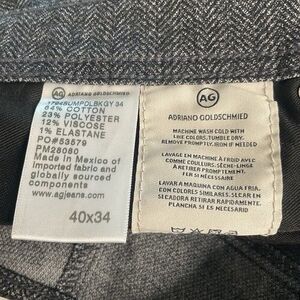 AG
ADRIANO GOLDSCHMIED
1794SUMPDLBKGY 34
64% COTTON
23% POLYESTER
12% VISCOSE
1% ELASTANE
PO#53579
PM28080
Made in Mexico of
imported fabric and
globally sourced
components
www.agjeans.com
40x34
AG
ADRIANO GOLDSCHMIED
MACHINE WASH COLD WITH
LIKE COLORS. TUMBLE DRY.
REMOVE PROMPTLY. IRON IF NEEDED
LAVAGE EN MACHINE À FROID AVEC
COMME COULEURS. SÈCHE-LINGE
À RETIRER PROMPTEMENT.
FER SI NÉCESSAIRE
LAVAR A MAQUINA CON AGUA FRIA.
CON COLORES SIMILARES. SECAR EN
SECADORA RETIRAR RAPIDAMENTE.
PLANCHA SI ES NECESARIO